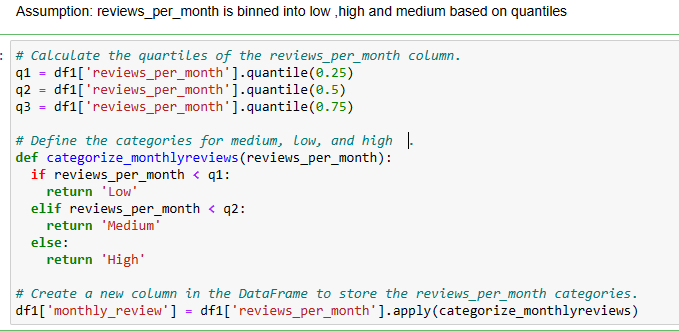 Assumption: reviews_per_month is binned into low ,high and medium based on quantiles
: # Calculate the quartiles of the reviews_per_month column.
q1 = df1['reviews_per_month'].quantile(0.25)
q2 = df1['reviews_per_month'].quantile(0.5)
q3 = df1['reviews_per_month'].quantile(0.75)

# Define the categories for medium, low, and high  .
def categorize_monthlyreviews(reviews_per_month):
  if reviews_per_month < q1:
    return 'Low'
  elif reviews_per_month < q2:
    return 'Medium'
  else:
    return 'High'

# Create a new column in the DataFrame to store the reviews_per_month categories.
df1['monthly_review'] = df1['reviews_per_month'].apply(categorize_monthlyreviews)